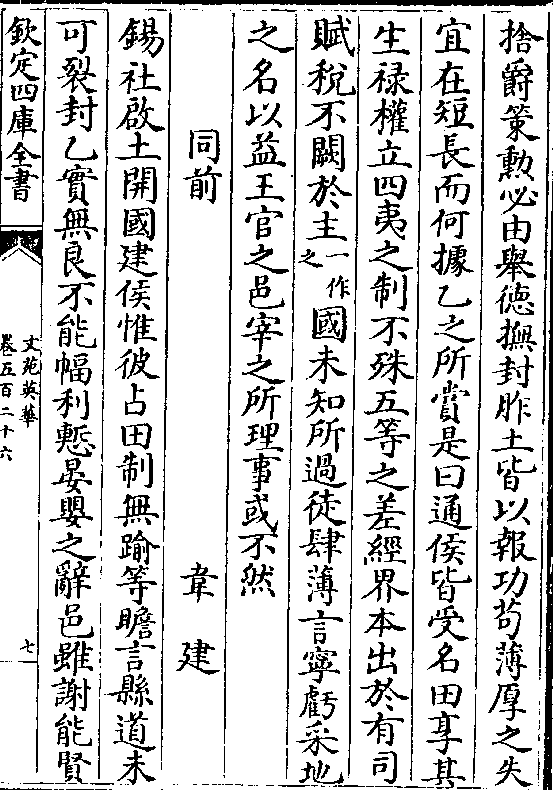 捨爵策勲必由舉徳撫封胙土皆以報功苟薄厚之失
宜在短長而何據乙之所嘗是曰通侯皆受名田享其
生禄權立四夷之制不殊五等之差經界本出於有司
賦稅不闕於主一作之國未知所過徒肆薄言寧虧采地
之名以益王官之邑宰之所理事或不然
同前 韋建
錫社啟土開國建侯惟彼占田制無踰等瞻言縣道未
可裂封乙實無良不能幅利慙晏嬰之辭邑雖謝能賢
欽定四庫全書
文苑英華
卷五百二十六
七